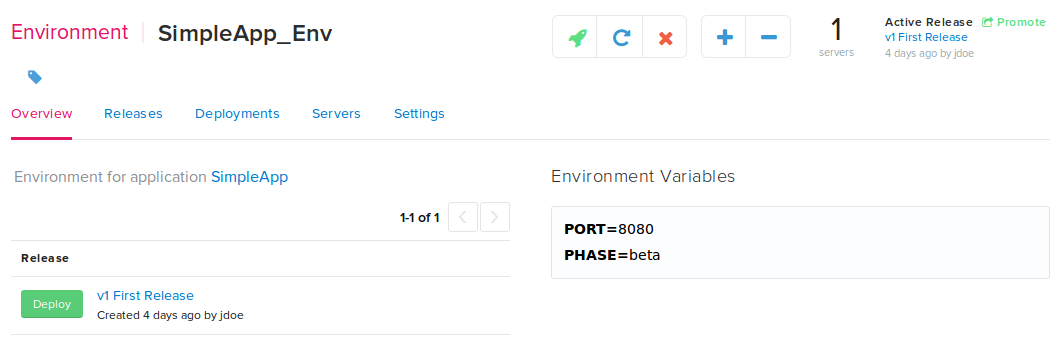 Environment SimpleApp_Env
1 servers
Active Release Promote
v1 First Release
4 days ago by jdoe
Overview Releases Deployments Servers Settings
Environment for application SimpleApp
1-1 of 1
Release
Deploy
v1 First Release
Created 4 days ago by jdoe
Environment Variables
PORT=8080
PHASE=beta